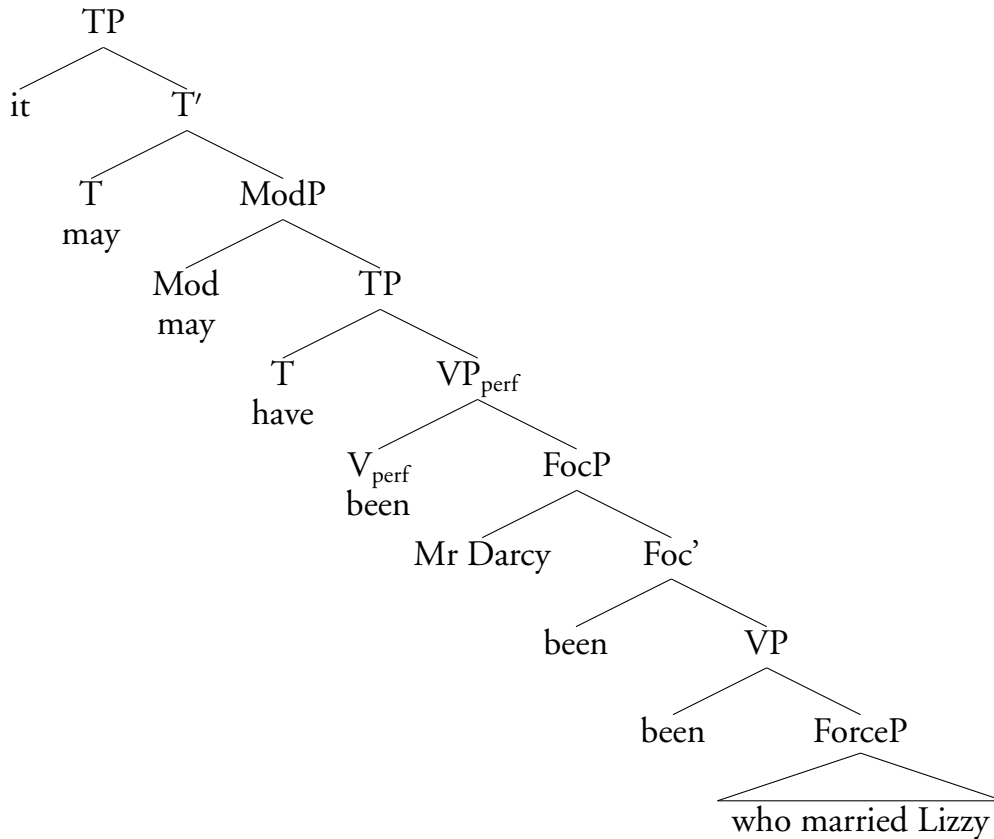 TP
it T′
T ModP
may
Mod TP
may
T VPperf
have
Vperf FocP
been
Mr Darcy Foc’
been VP
been ForceP
who married Lizzy